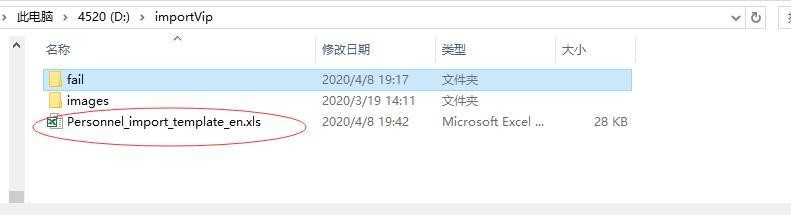 此电脑 › 4520 (D:) › importVip
名称 修改日期 类型 大小
fail 2020/4/8 19:17 文件夹
images 2020/3/19 14:11 文件夹
Personnel_import_template_en.xls 2020/4/8 19:42 Microsoft Excel ... 28 KB